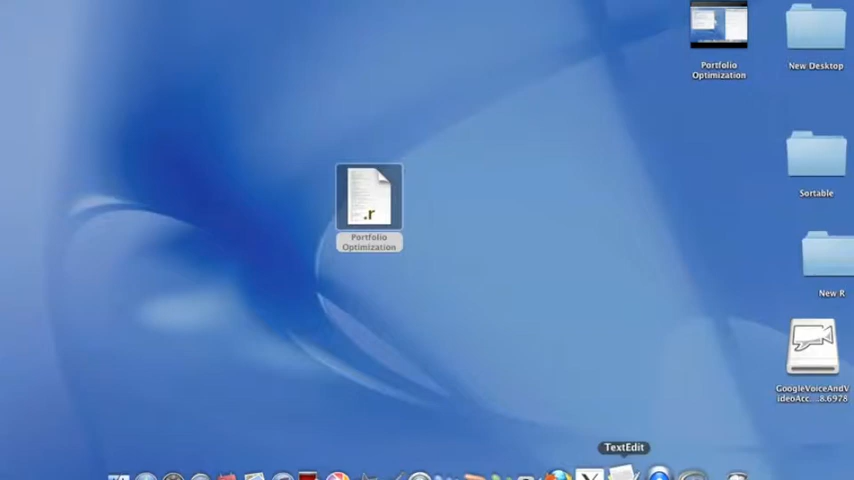 Portfolio
Optimization
New Desktop
Sortable
.r
Portfolio
Optimization
New R
GoogleVoiceAndV
ideoAcc....8.6978
TextEdit
X